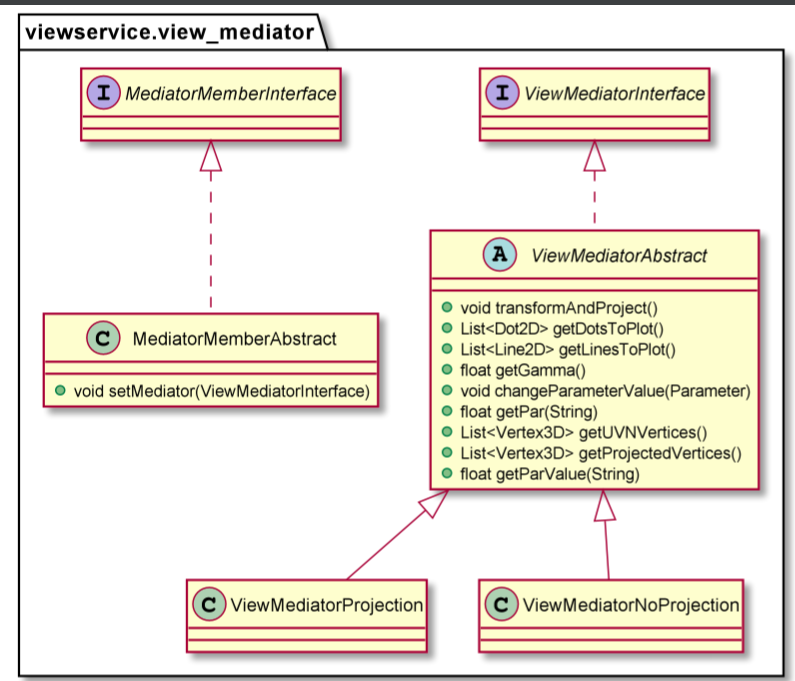 viewservice.view_mediator
I MediatorMemberInterface
I ViewMediatorInterface
A ViewMediatorAbstract
void transformAndProject()
List<Dot2D> getDotsToPlot()
List<Line2D> getLinesToPlot()
float getGamma()
void changeParameterValue(Parameter)
float getPar(String)
List<Vertex3D> getUVNVertices()
List<Vertex3D> getProjectedVertices()
float getParValue(String)
C MediatorMemberAbstract
void setMediator(ViewMediatorInterface)
C ViewMediatorProjection
C ViewMediatorNoProjection